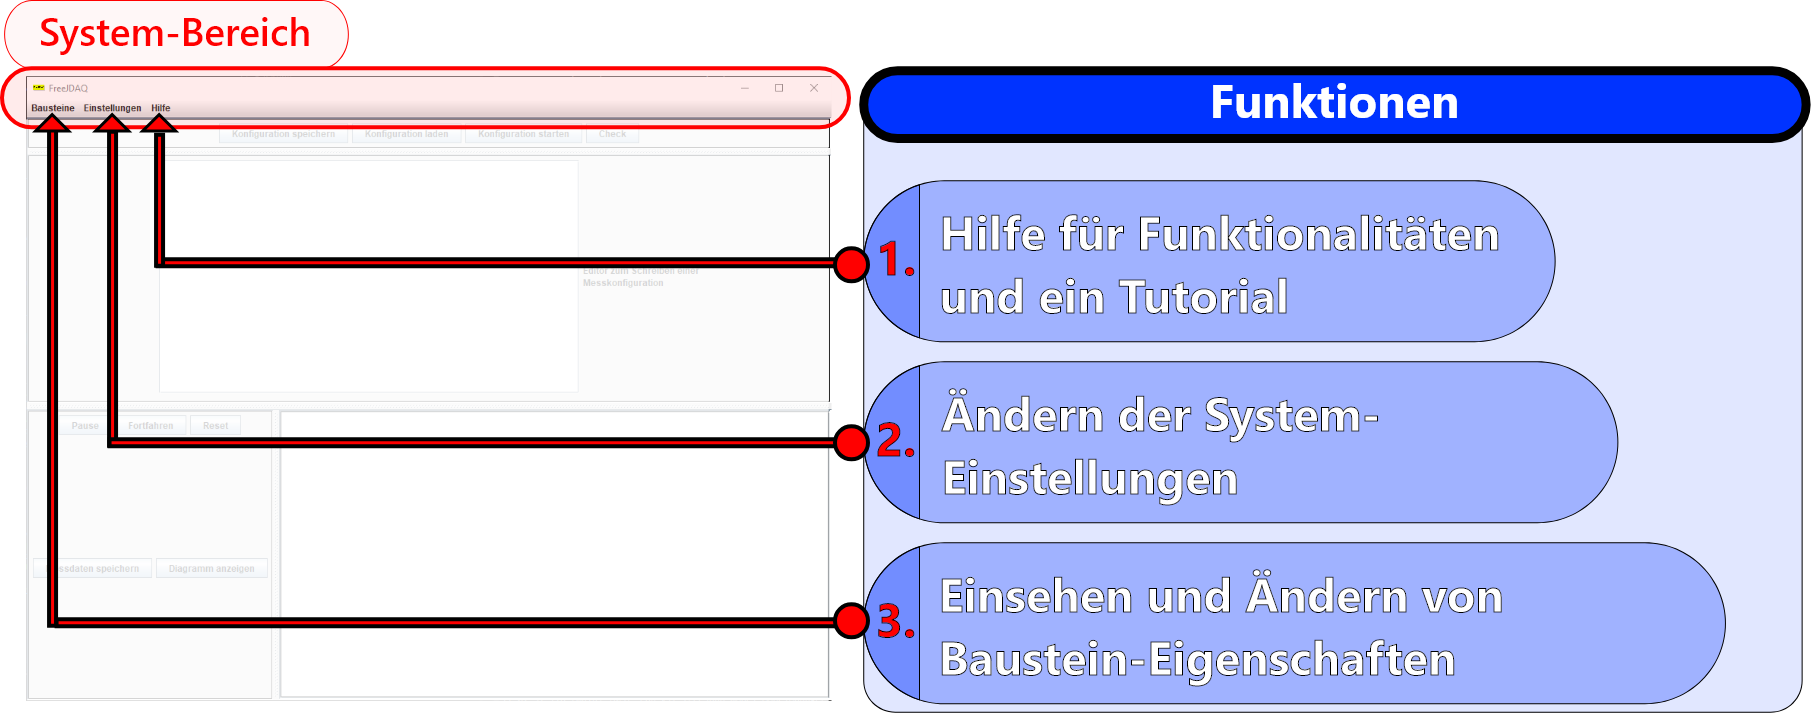 System-Bereich
FreeJDAQ
Bausteine Einstellungen Hilfe
Konfiguration speichern Konfiguration laden Konfiguration starten Check
Editor zum Schreiben einer
Messkonfiguration
Pause Fortfahren Reset
ssdaten speichern Diagramm anzeigen
Funktionen
1. Hilfe für Funktionalitäten
und ein Tutorial
2. Ändern der System-
Einstellungen
3. Einsehen und Ändern von
Baustein-Eigenschaften